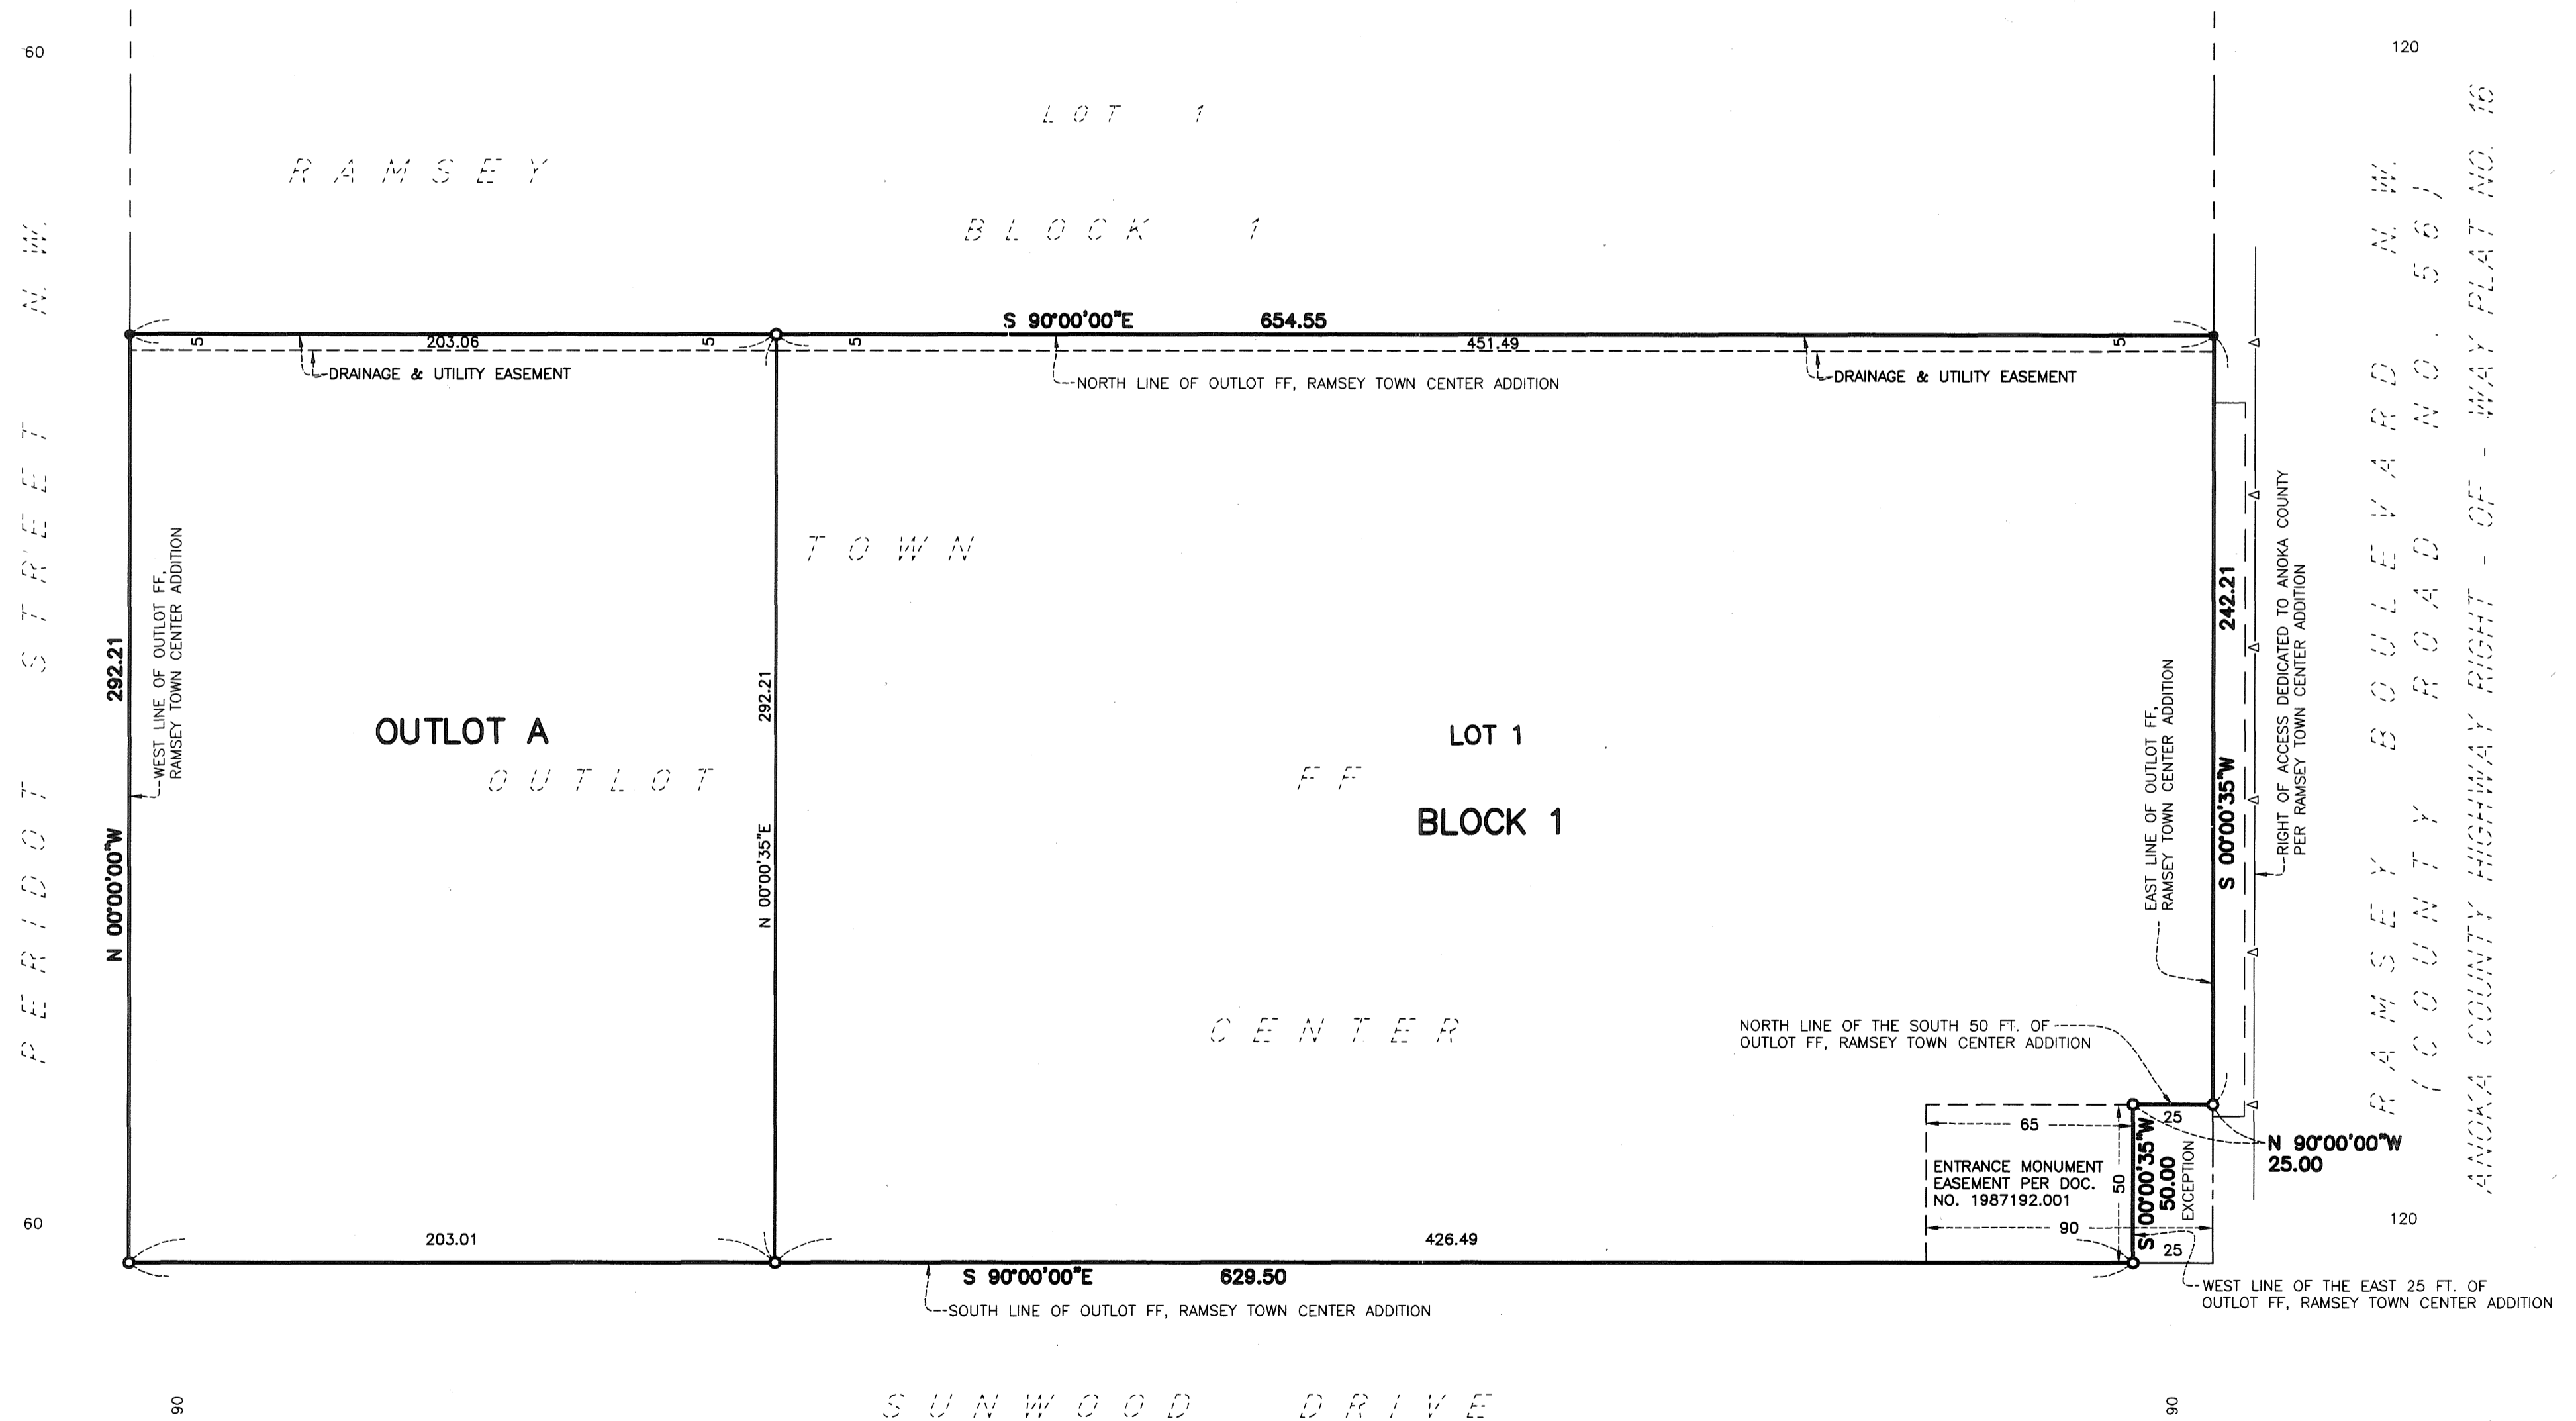 60
120
LOT 1
RAMSEY
BLOCK 1
S 90°00'00"E 654.55
5
203.06
5
5
451.49
5
DRAINAGE & UTILITY EASEMENT
NORTH LINE OF OUTLOT FF, RAMSEY TOWN CENTER ADDITION
DRAINAGE & UTILITY EASEMENT
PERIDOT STREET N.W.
N 00°00'00"W 292.21
WEST LINE OF OUTLOT FF,
RAMSEY TOWN CENTER ADDITION
TOWN
OUTLOT A
OUTLOT
N 00°00'35"E 292.21
LOT 1
FF
BLOCK 1
CENTER
EAST LINE OF OUTLOT FF,
RAMSEY TOWN CENTER ADDITION
S 00°00'35"W 242.21
RIGHT OF ACCESS DEDICATED TO ANOKA COUNTY
PER RAMSEY TOWN CENTER ADDITION
RAMSEY BOULEVARD N.W.
(COUNTY ROAD NO. 56)
ANOKA COUNTY HIGHWAY RIGHT - OF - WAY PLAT NO. 16
NORTH LINE OF THE SOUTH 50 FT. OF
OUTLOT FF, RAMSEY TOWN CENTER ADDITION
25
65
N 90°00'00"W
25.00
ENTRANCE MONUMENT
EASEMENT PER DOC.
NO. 1987192.001
50
S 00°00'35"W
50.00
EXCEPTION
90
25
60
120
203.01
426.49
S 90°00'00"E 629.50
SOUTH LINE OF OUTLOT FF, RAMSEY TOWN CENTER ADDITION
WEST LINE OF THE EAST 25 FT. OF
OUTLOT FF, RAMSEY TOWN CENTER ADDITION
90
SUNWOOD DRIVE
90